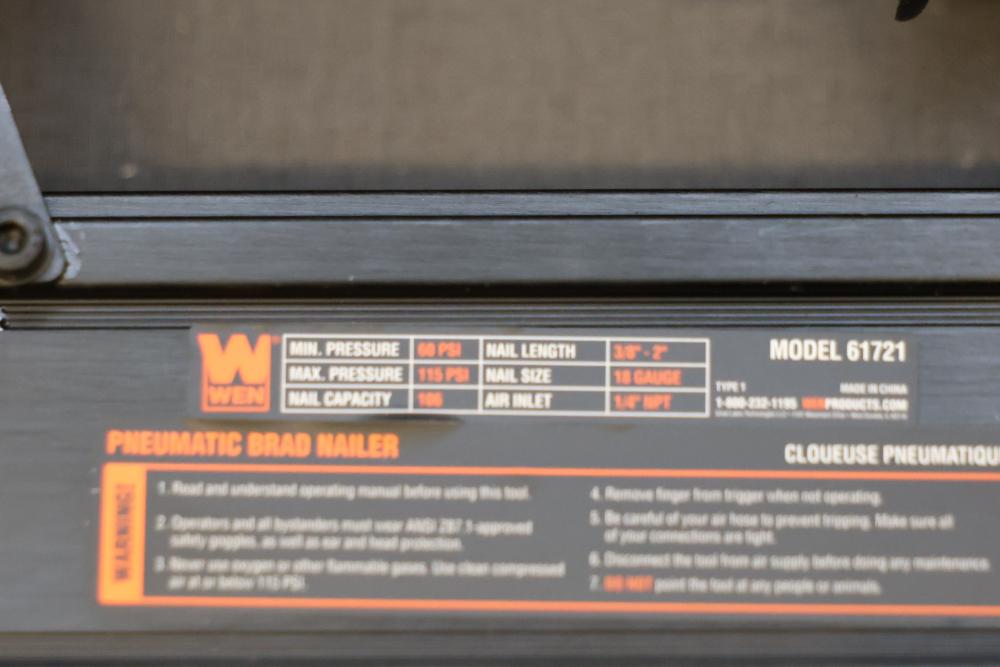 WEN
MIN. PRESSURE 60 PSI NAIL LENGTH 3/8" - 2"
MAX. PRESSURE 115 PSI NAIL SIZE 18 GAUGE
NAIL CAPACITY 106 AIR INLET 1/4" NPT
MODEL 61721
TYPE 1 MADE IN CHINA
1-800-232-1195 WENPRODUCTS.COM
PNEUMATIC BRAD NAILER
CLOUEUSE PNEUMATIQU
WARNING!
1. Read and understand operating manual before using this tool.
2. Operators and all bystanders must wear ANSI Z87.1-approved
safety goggles, as well as ear and head protection.
3. Never use oxygen or other flammable gases. Use clean compressed
air at or below 115 PSI.
4. Remove finger from trigger when not operating.
5. Be careful of your air hose to prevent tripping. Make sure all
of your connections are tight.
6. Disconnect the tool from air supply before doing any maintenance.
7. DO NOT point the tool at any people or animals.